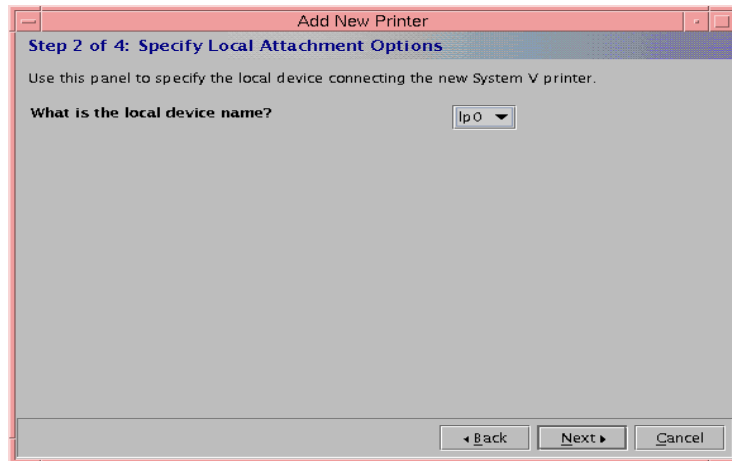 Add New Printer
Step 2 of 4: Specify Local Attachment Options
Use this panel to specify the local device connecting the new System V printer.
What is the local device name? lp0
Back Next Cancel